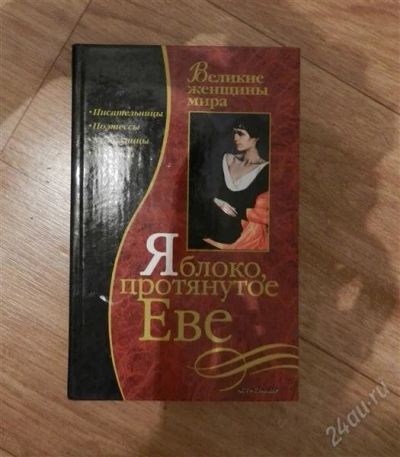 Великие
женщины
мира
• Писательницы
• Поэтессы
Яблоко,
протянутое
Еве
24au.ru